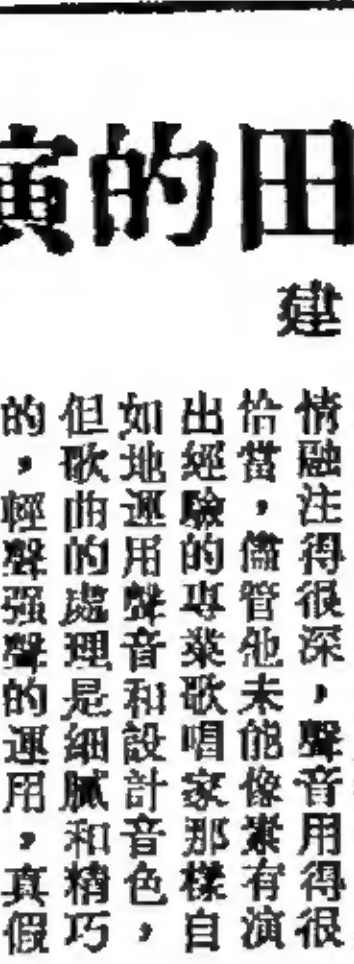 演的田
建
情融注得很深，聲音用得很
恰當，儘管他未能像素有演
出經驗的專業歌唱家那樣自
如地運用聲音和設計音色，
但歌曲的處理是細膩和精巧
的，輕聲强聲的運用，真假